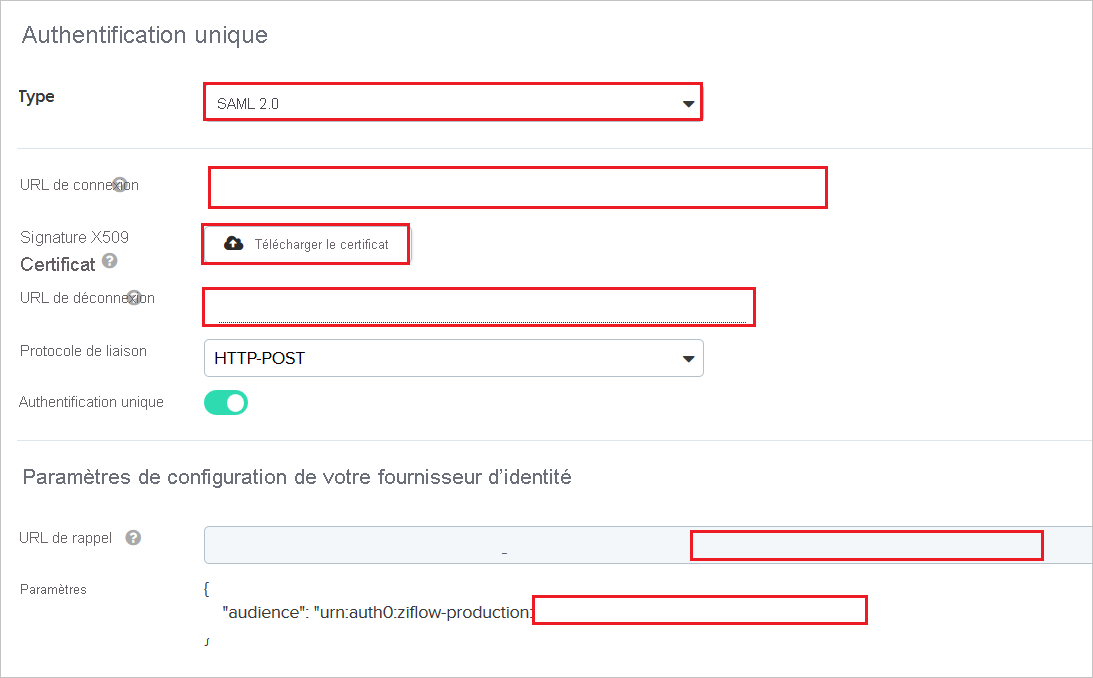 Authentification unique
Type
SAML 2.0
URL de connexion
Signature X509
Télécharger le certificat
Certificat
URL de déconnexion
Protocole de liaison
HTTP-POST
Authentification unique
Paramètres de configuration de votre fournisseur d'identité
URL de rappel
_
Paramètres
{
"audience": "urn:auth0:ziflow-production:
}